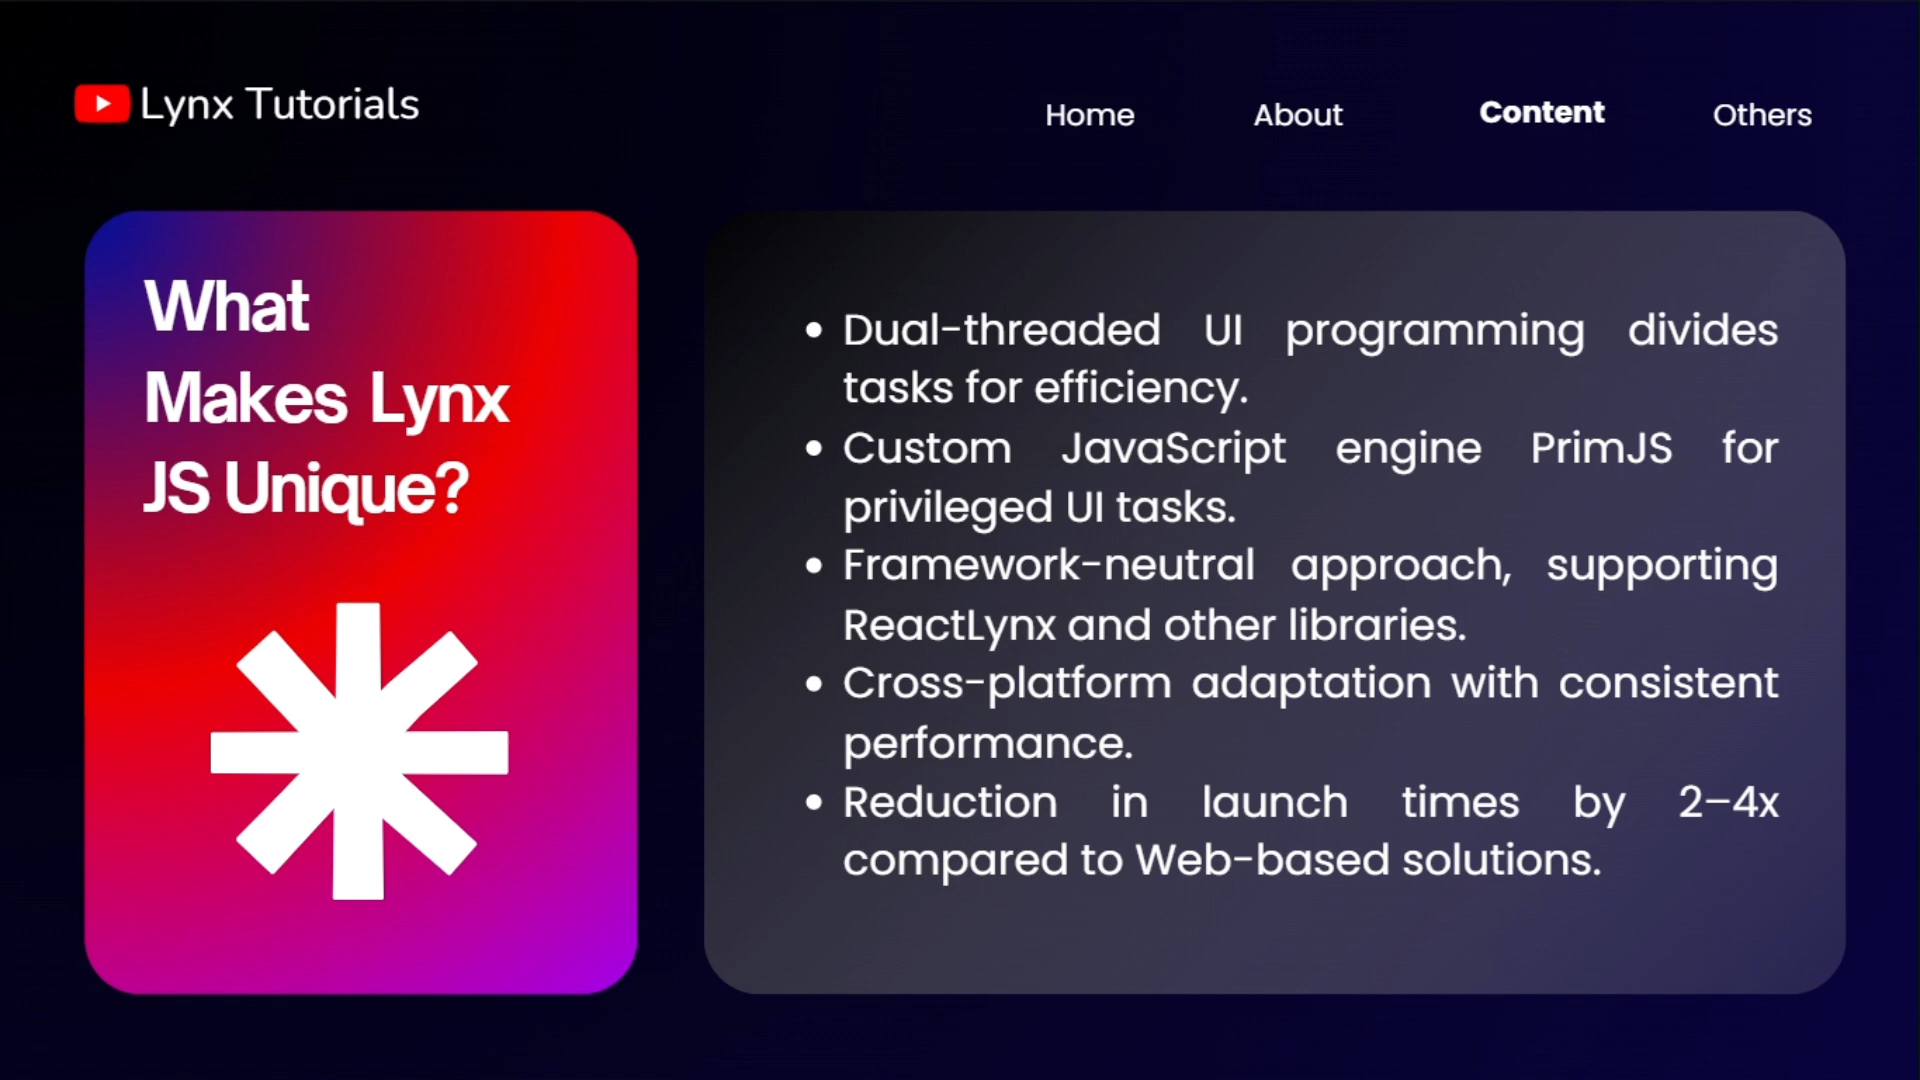 Lynx Tutorials
Home
About
Content
Others
What
Makes Lynx
JS Unique?
• Dual-threaded UI programming divides
tasks for efficiency.
• Custom JavaScript engine PrimJS for
privileged UI tasks.
• Framework-neutral approach, supporting
ReactLynx and other libraries.
• Cross-platform adaptation with consistent
performance.
• Reduction in launch times by 2–4x
compared to Web-based solutions.